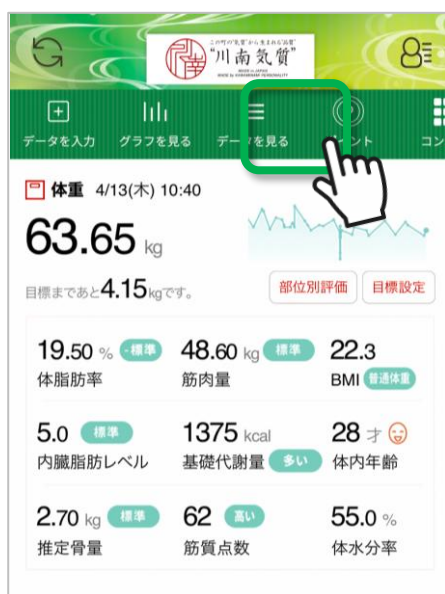 この町の“気質”から生まれる“品質”
“川南気質”
データを入力 グラフを見る データを見る
体重 4/13(木) 10:40
63.65 kg
目標まであと4.15kgです。
部位別評価 目標設定
19.50 % -標準 48.60 kg 標準 22.3
体脂肪率 筋肉量 BMI 普通体重
5.0 標準 1375 kcal 28 才
内臓脂肪レベル 基礎代謝量 多い 体内年齢
2.70 kg 標準 62 高い 55.0 %
推定骨量 筋質点数 体水分率